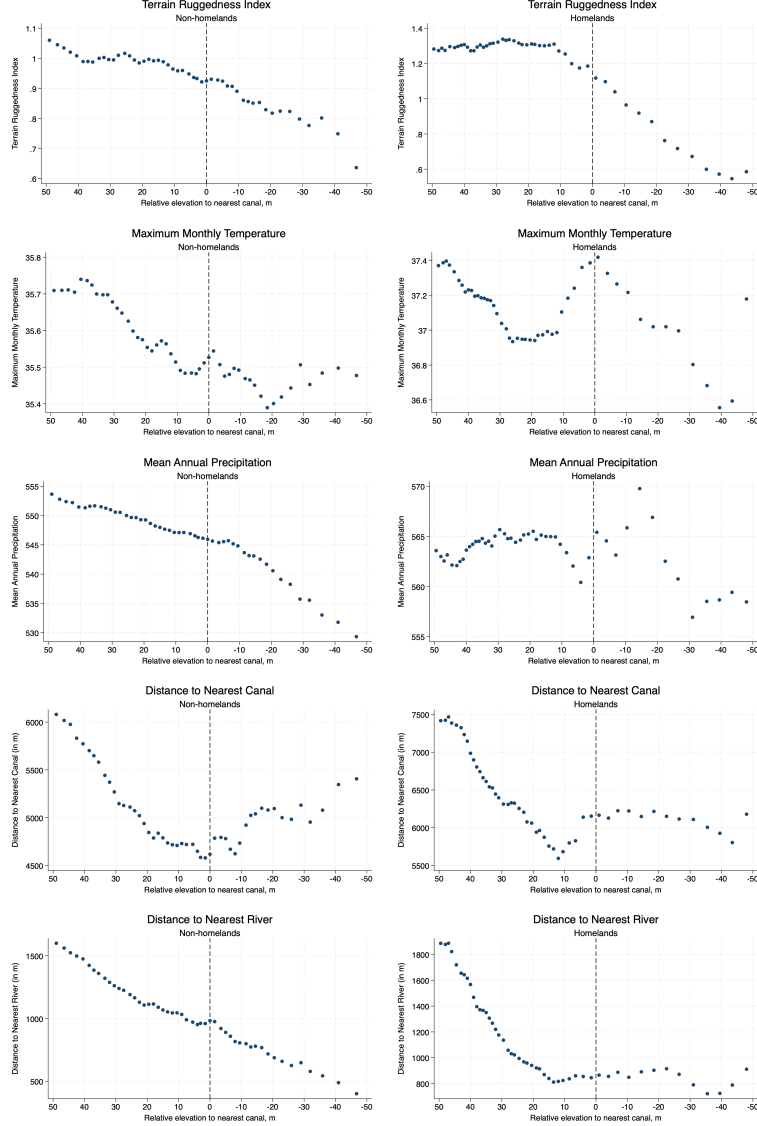 Terrain Ruggedness Index
Non-homelands
Terrain Ruggedness Index
1.1
1
.9
.8
.7
.6
50 40 30 20 10 0 -10 -20 -30 -40 -50
Relative elevation to nearest canal, m
Terrain Ruggedness Index
Homelands
Terrain Ruggedness Index
1.4
1.2
1
.8
.6
50 40 30 20 10 0 -10 -20 -30 -40 -50
Relative elevation to nearest canal, m
Maximum Monthly Temperature
Non-homelands
Maximum Monthly Temperature
35.8
35.7
35.6
35.5
35.4
50 40 30 20 10 0 -10 -20 -30 -40 -50
Relative elevation to nearest canal, m
Maximum Monthly Temperature
Homelands
Maximum Monthly Temperature
37.4
37.2
37
36.8
36.6
50 40 30 20 10 0 -10 -20 -30 -40 -50
Relative elevation to nearest canal, m
Mean Annual Precipitation
Non-homelands
Mean Annual Precipitation
555
550
545
540
535
530
50 40 30 20 10 0 -10 -20 -30 -40 -50
Relative elevation to nearest canal, m
Mean Annual Precipitation
Homelands
Mean Annual Precipitation
570
565
560
555
50 40 30 20 10 0 -10 -20 -30 -40 -50
Relative elevation to nearest canal, m
Distance to Nearest Canal
Non-homelands
Distance to Nearest Canal (in m)
6000
5500
5000
4500
50 40 30 20 10 0 -10 -20 -30 -40 -50
Relative elevation to nearest canal, m
Distance to Nearest Canal
Homelands
Distance to Nearest Canal (in m)
7500
7000
6500
6000
5500
50 40 30 20 10 0 -10 -20 -30 -40 -50
Relative elevation to nearest canal, m
Distance to Nearest River
Non-homelands
Distance to Nearest River (in m)
1500
1000
500
50 40 30 20 10 0 -10 -20 -30 -40 -50
Relative elevation to nearest canal, m
Distance to Nearest River
Homelands
Distance to Nearest River (in m)
1800
1600
1400
1200
1000
800
50 40 30 20 10 0 -10 -20 -30 -40 -50
Relative elevation to nearest canal, m